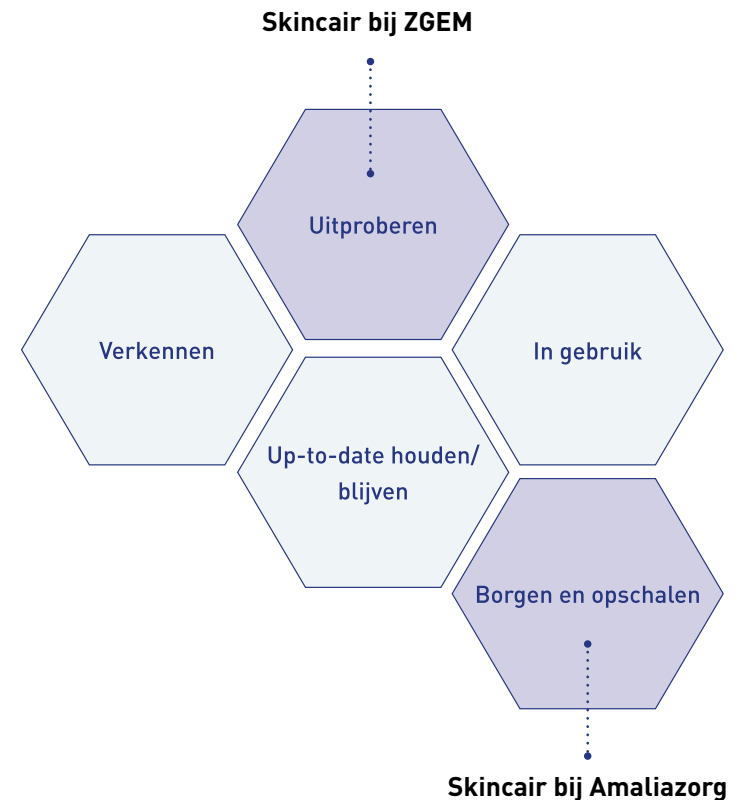 Skincair bij ZGEM
Uitproberen
Verkennen
In gebruik
Up-to-date houden/
blijven
Borgen en opschalen
Skincair bij Amaliazorg